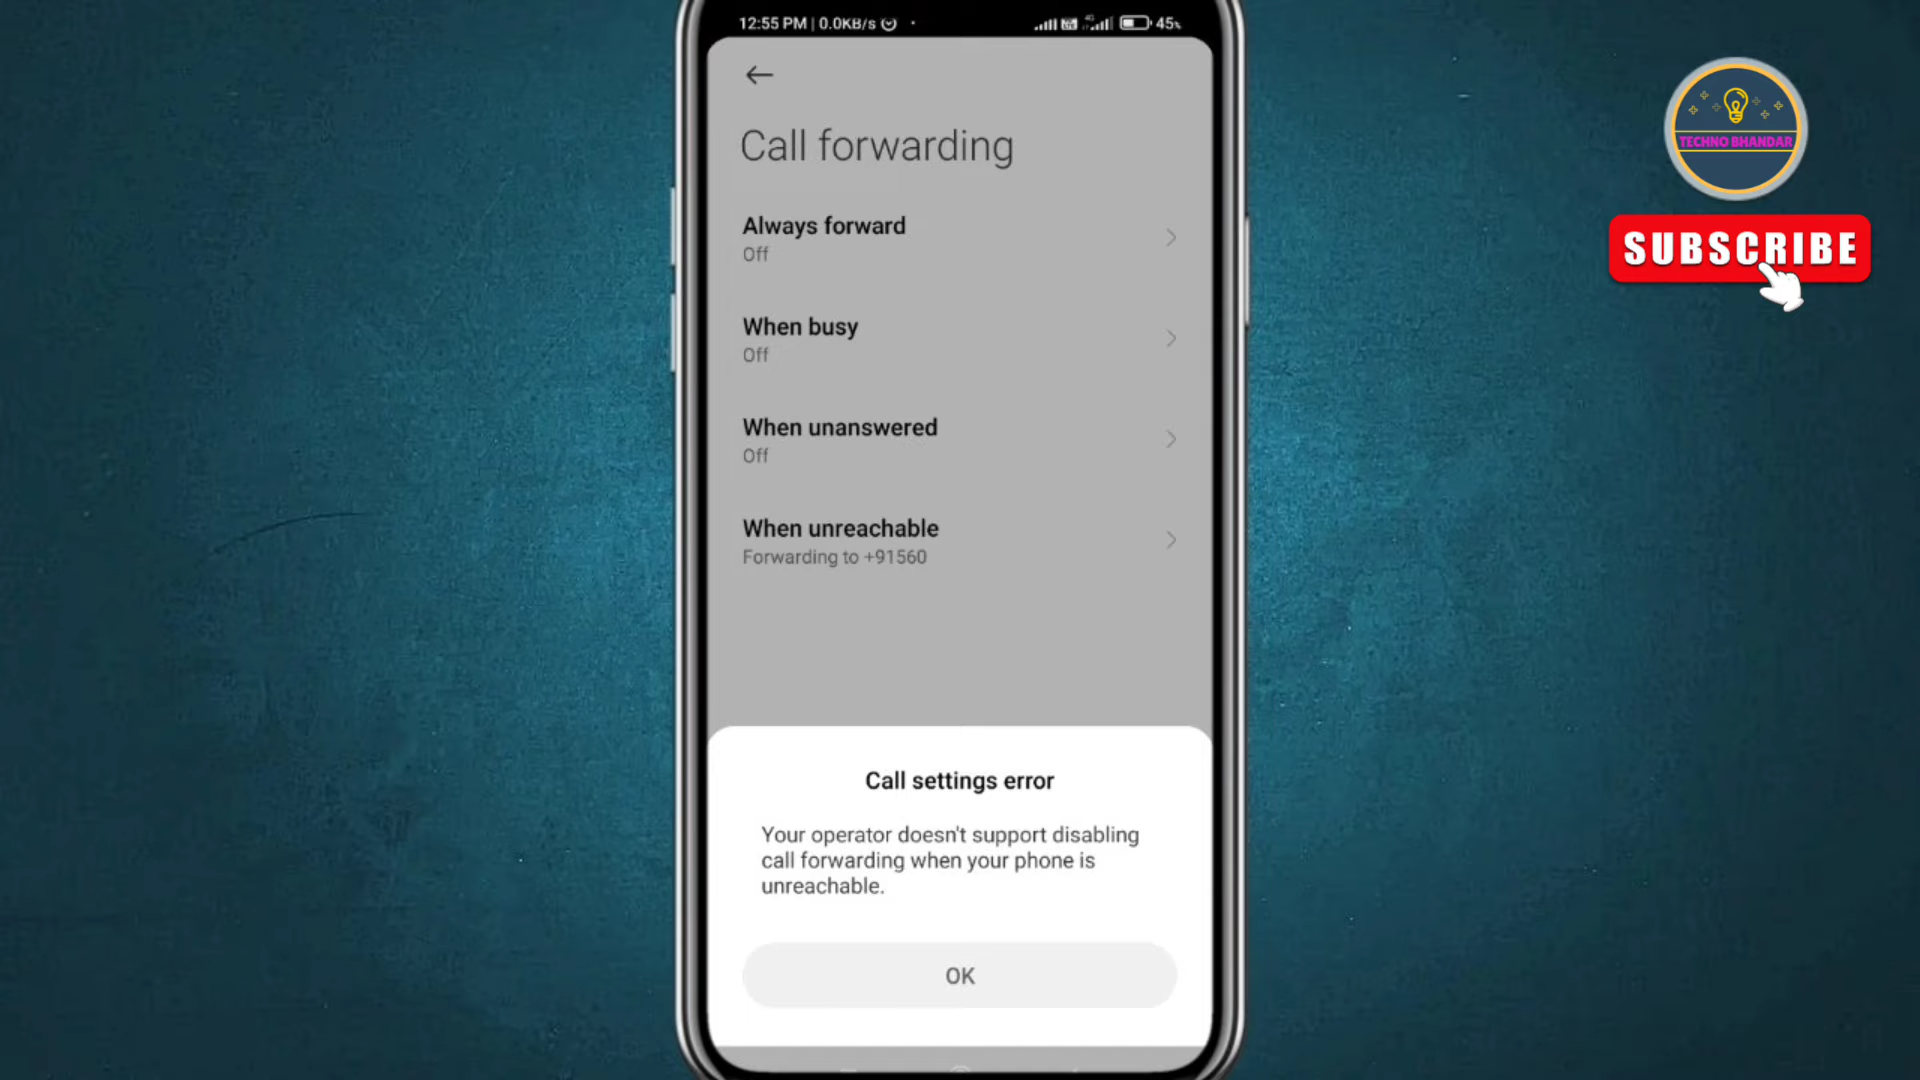 12:55 PM | 0.0KB/s
4G
45%
Call forwarding
Always forward
Off
When busy
Off
When unanswered
Off
When unreachable
Forwarding to +91560
Call settings error
Your operator doesn't support disabling
call forwarding when your phone is
unreachable.
OK
TECHNO BHANDAR
SUBSCRIBE